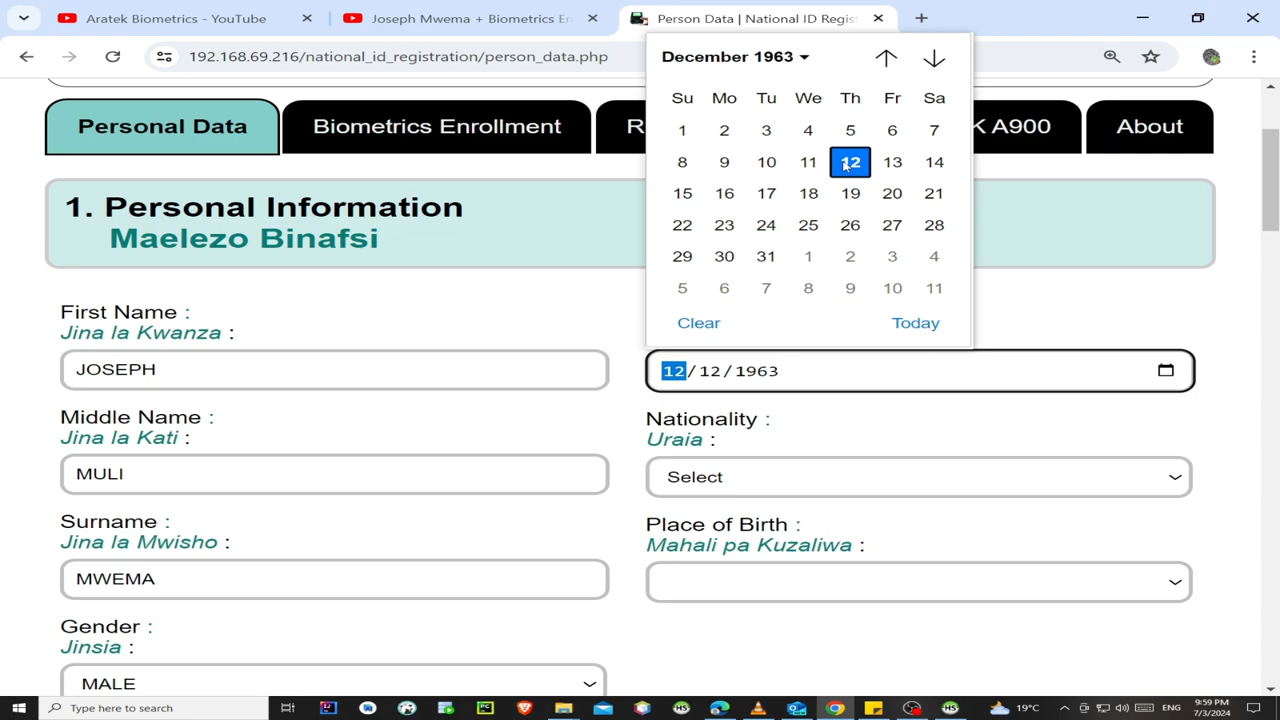 Aratek Biometrics - YouTube
Joseph Mwema + Biometrics En
Person Data | National ID Regis
192.168.69.216/national_id_registration/person_data.php
December 1963
Su Mo Tu We Th Fr Sa
1 2 3 4 5 6 7
8 9 10 11 12 13 14
15 16 17 18 19 20 21
22 23 24 25 26 27 28
29 30 31 1 2 3 4
5 6 7 8 9 10 11
Clear Today
Personal Data
Biometrics Enrollment
R
K A900
About
1. Personal Information
Maelezo Binafsi
First Name :
Jina la Kwanza :
JOSEPH
12/12/1963
Middle Name :
Jina la Kati :
MULI
Nationality :
Uraia :
Select
Surname :
Jina la Mwisho :
MWEMA
Place of Birth :
Mahali pa Kuzaliwa :
Gender :
Jinsia :
MALE
Type here to search
PC
HS
HS
19°C
ENG
9:59 PM
7/3/2024